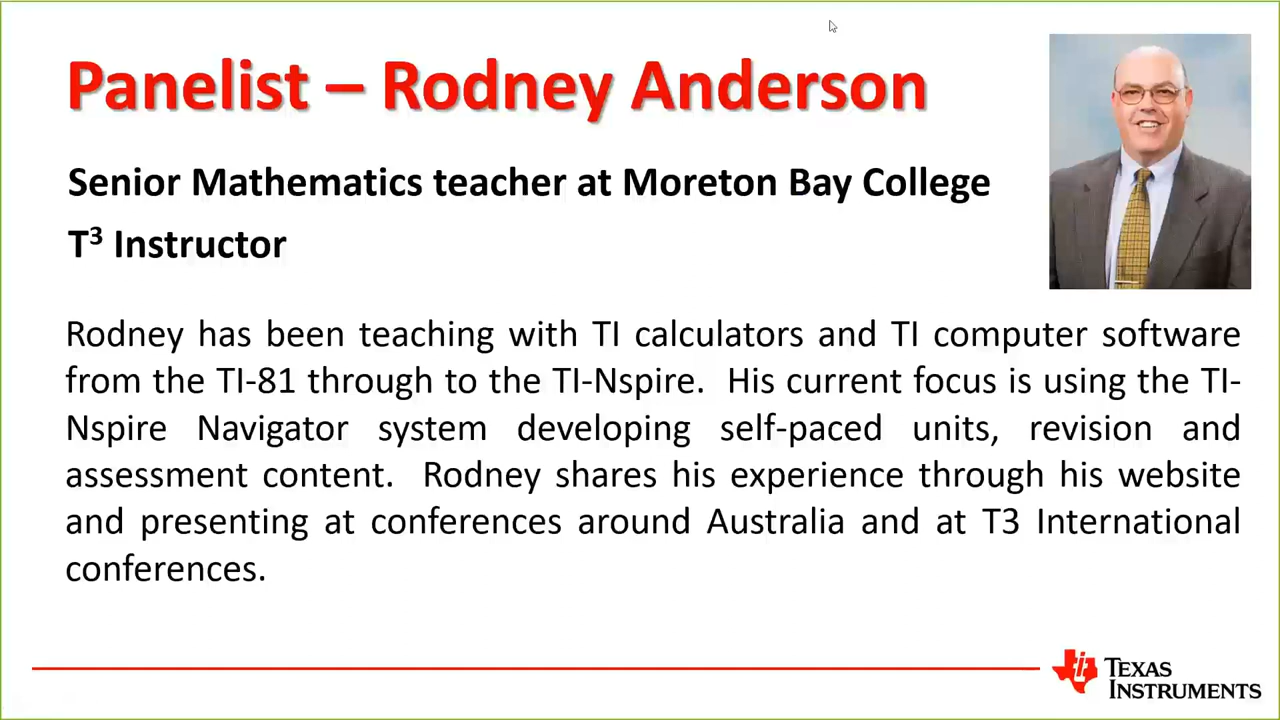 Panelist – Rodney Anderson
Senior Mathematics teacher at Moreton Bay College
T³ Instructor
Rodney has been teaching with TI calculators and TI computer software
from the TI-81 through to the TI-Nspire.  His current focus is using the TI-
Nspire Navigator system developing self-paced units, revision and
assessment content.  Rodney shares his experience through his website
and presenting at conferences around Australia and at T3 International
conferences.
TEXAS
INSTRUMENTS